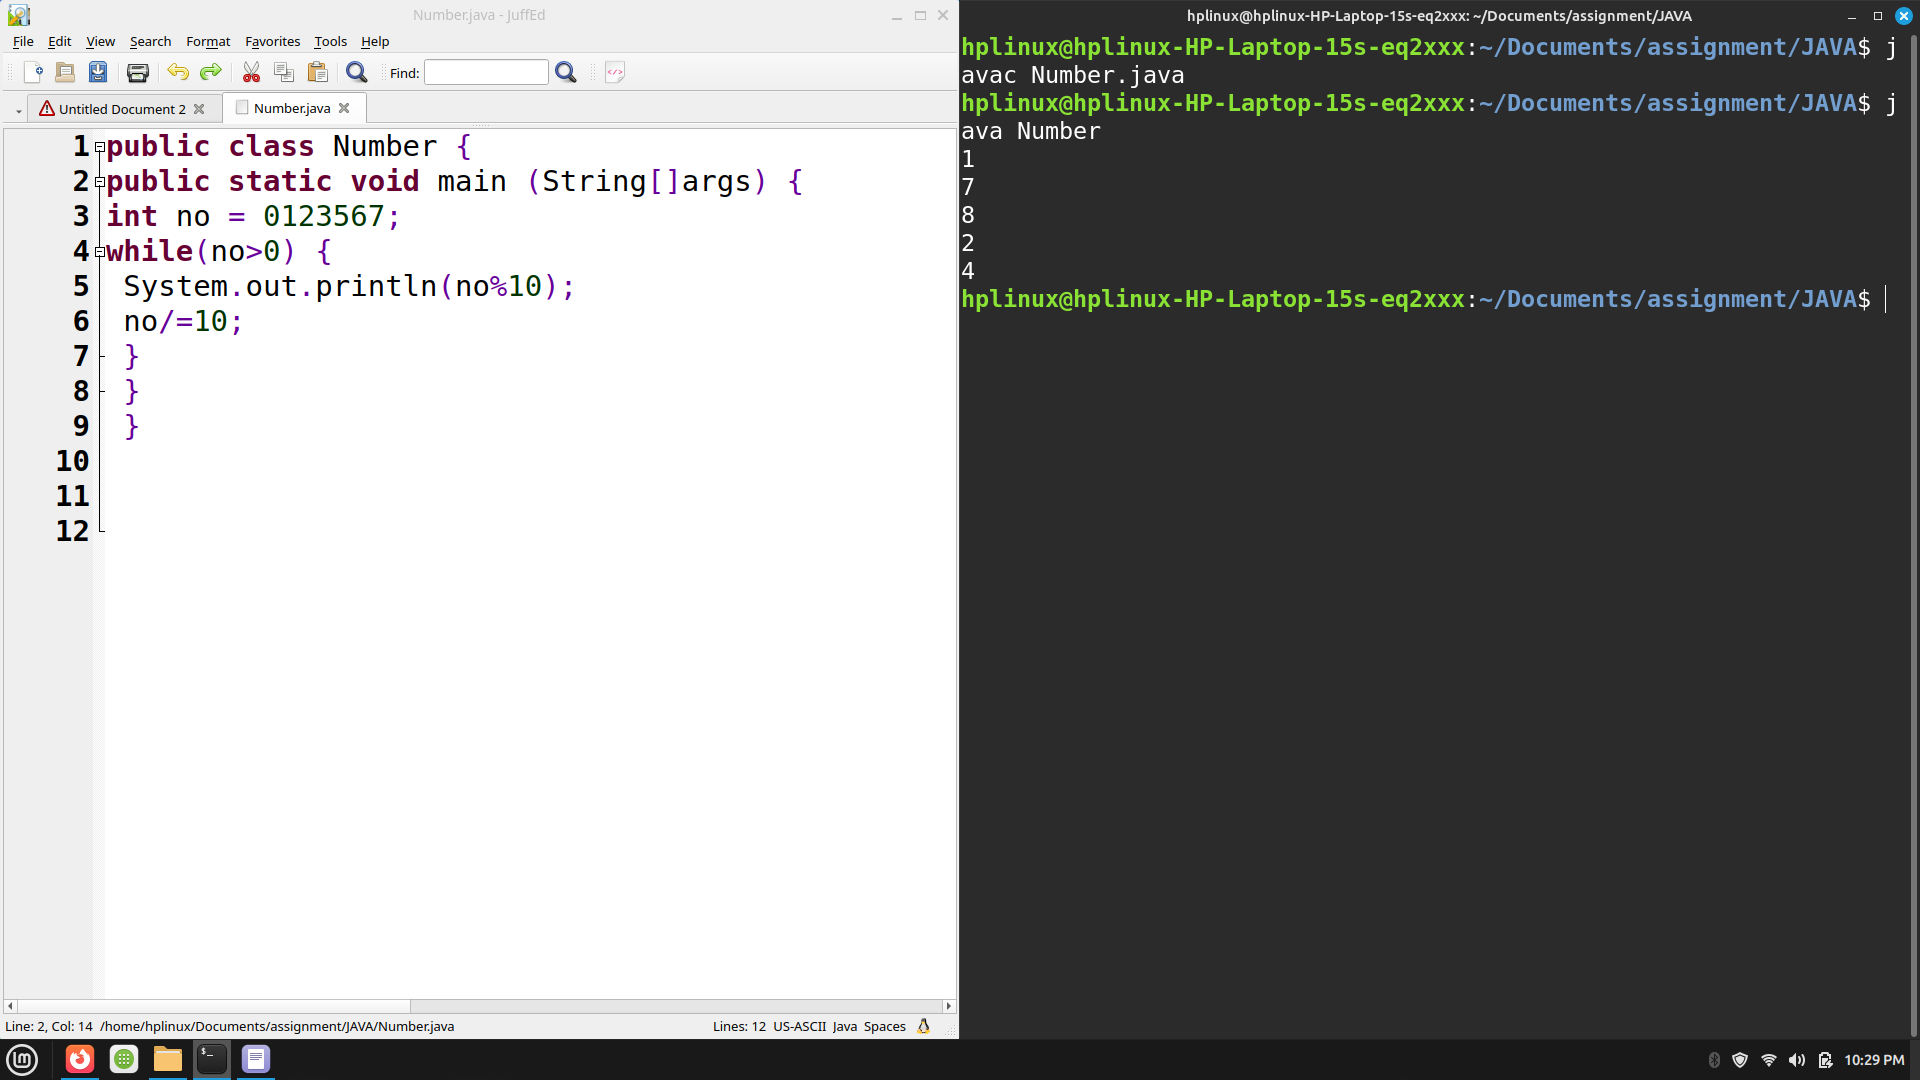 Number.java - JuffEd
File Edit View Search Format Favorites Tools Help
Find:
Untitled Document 2
Number.java
1 public class Number {
2 public static void main (String[]args) {
3 int no = 0123567;
4 while(no>0) {
5 System.out.println(no%10);
6 no/=10;
7 }
8 }
9 }
10
11
12
Line: 2, Col: 14 /home/hplinux/Documents/assignment/JAVA/Number.java
Lines: 12 US-ASCII Java Spaces
hplinux@hplinux-HP-Laptop-15s-eq2xxx: ~/Documents/assignment/JAVA
hplinux@hplinux-HP-Laptop-15s-eq2xxx:~/Documents/assignment/JAVA$ j
avac Number.java
hplinux@hplinux-HP-Laptop-15s-eq2xxx:~/Documents/assignment/JAVA$ j
ava Number
1
7
8
2
4
hplinux@hplinux-HP-Laptop-15s-eq2xxx:~/Documents/assignment/JAVA$
10:29 PM